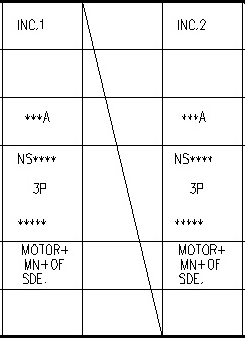 INC.1 INC.2
***A ***A
NS**** NS****
3P 3P
***** *****
MOTOR+ MOTOR+
MN+OF MN+OF
SDE. SDE.